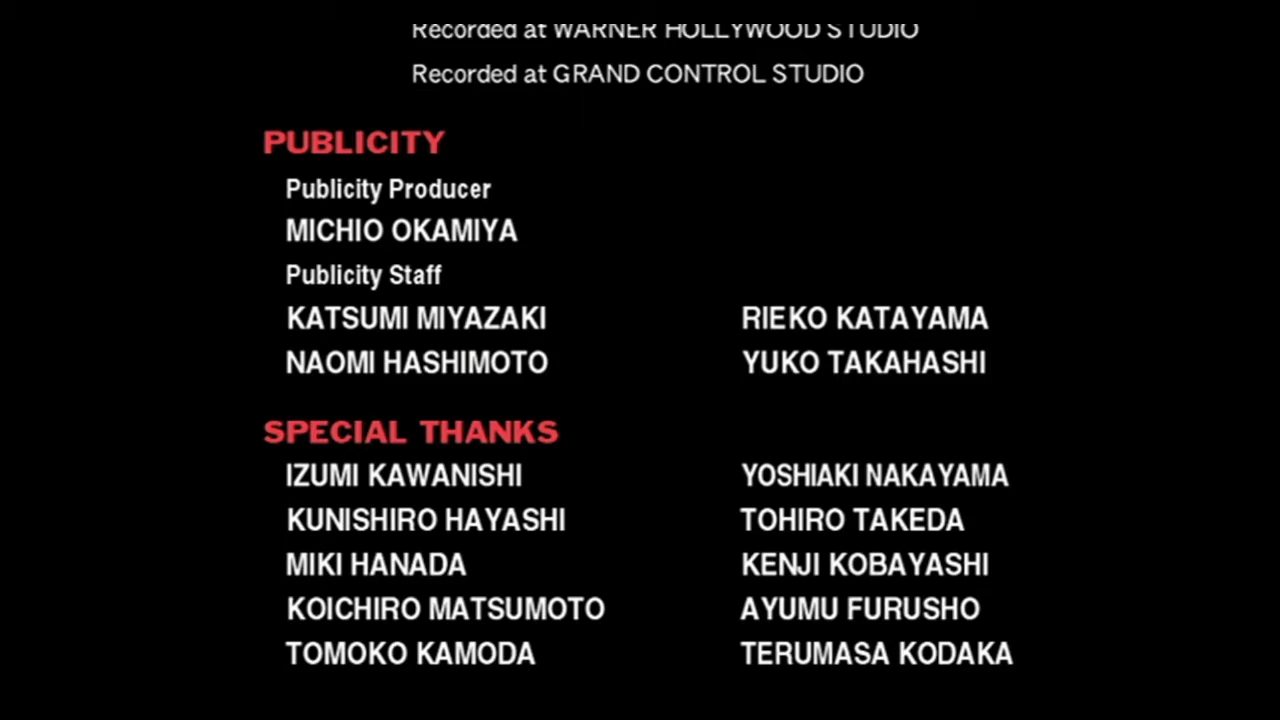 Recorded at WARNER HOLLYWOOD STUDIO
Recorded at GRAND CONTROL STUDIO
PUBLICITY
Publicity Producer
MICHIO OKAMIYA
Publicity Staff
KATSUMI MIYAZAKI RIEKO KATAYAMA
NAOMI HASHIMOTO YUKO TAKAHASHI
SPECIAL THANKS
IZUMI KAWANISHI YOSHIAKI NAKAYAMA
KUNISHIRO HAYASHI TOHIRO TAKEDA
MIKI HANADA KENJI KOBAYASHI
KOICHIRO MATSUMOTO AYUMU FURUSHO
TOMOKO KAMODA TERUMASA KODAKA